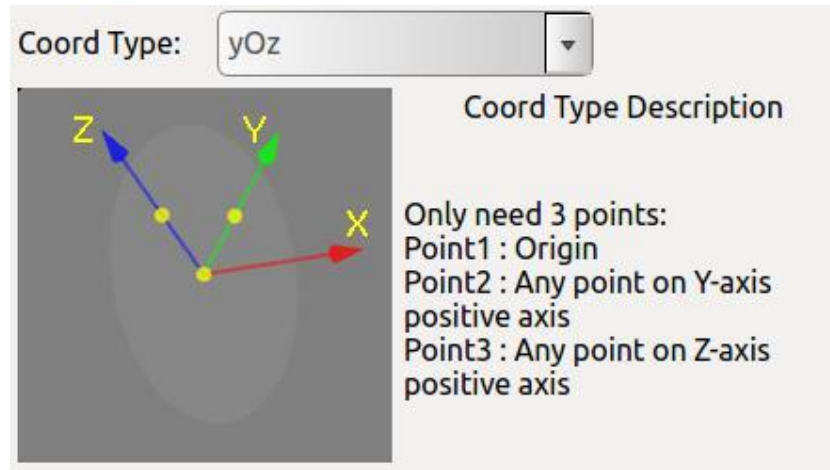 Coord Type: yOz
Coord Type Description
Z Y
X
Only need 3 points:
Point1 : Origin
Point2 : Any point on Y-axis
positive axis
Point3 : Any point on Z-axis
positive axis